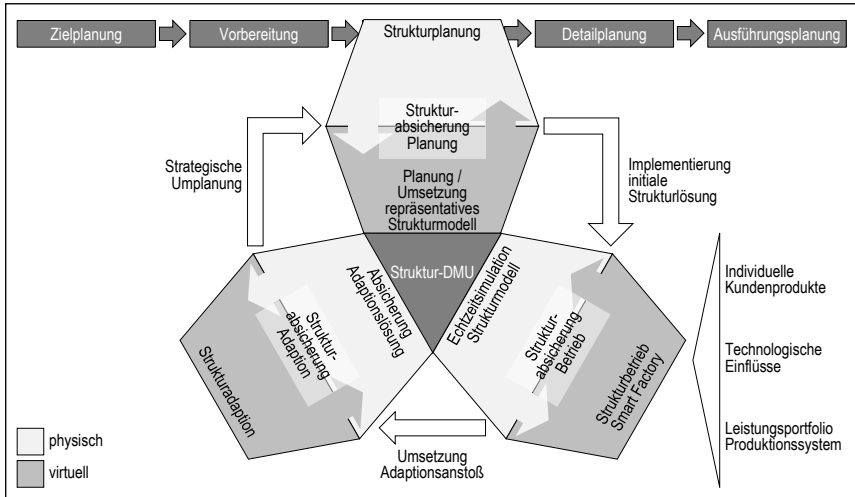 Zielplanung
Vorbereitung
Strukturplanung
Detailplanung
Ausführungsplanung
Struktur-
absicherung
Planung
Strategische
Umplanung
Planung /
Umsetzung
repräsentatives
Strukturmodell
Implementierung
initiale
Strukturlösung
Struktur-DMU
Absicherung
Adaptionslösung
Echtzeitsimulation
Strukturmodell
Struktur-
absicherung
Adaption
Struktur-
absicherung
Betrieb
Strukturadaption
Strukturbetrieb
Smart Factory
Individuelle
Kundenprodukte
Technologische
Einflüsse
Leistungsportfolio
Produktionssystem
Umsetzung
Adaptionsanstoß
physisch
virtuell